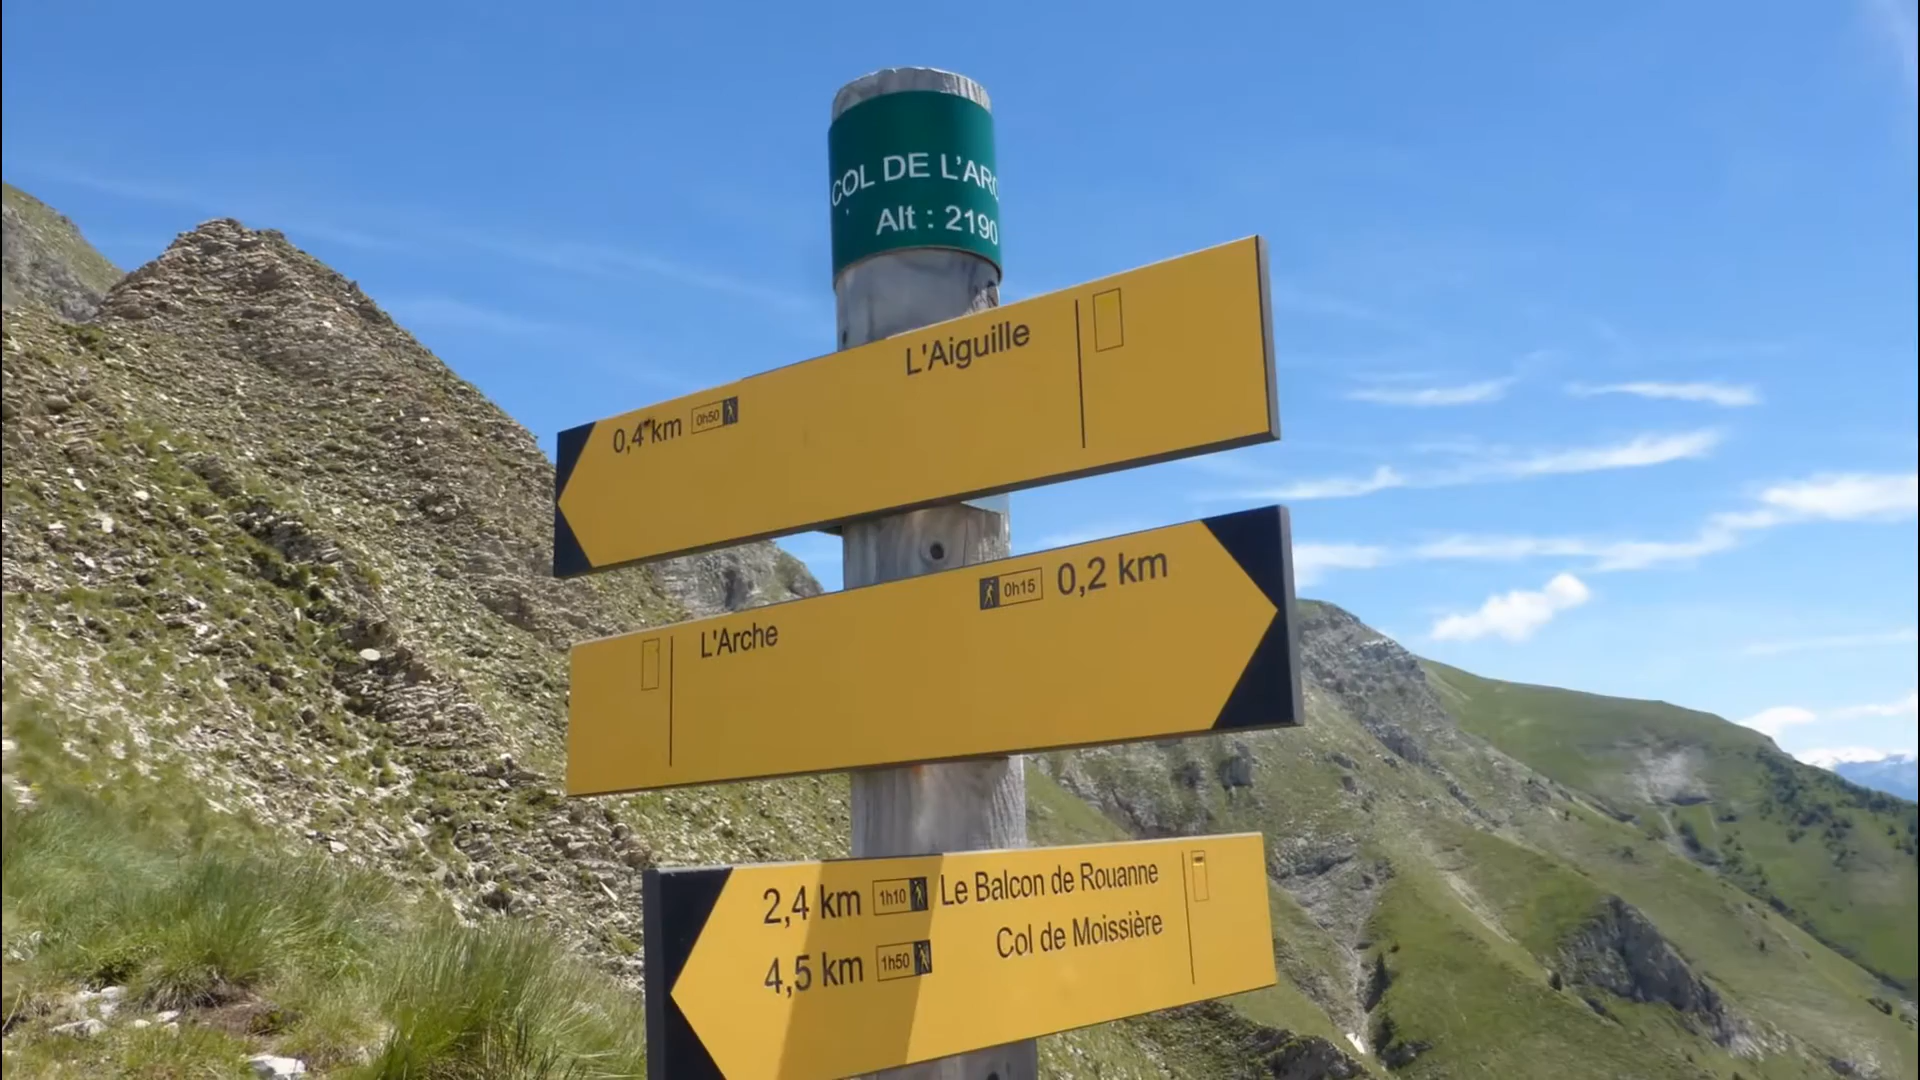 COL DE L'ARC
Alt : 2190
L'Aiguille
0,4 km 0h50
L'Arche 0h15 0,2 km
2,4 km 1h10 Le Balcon de Rouanne
4,5 km 1h50 Col de Moissière